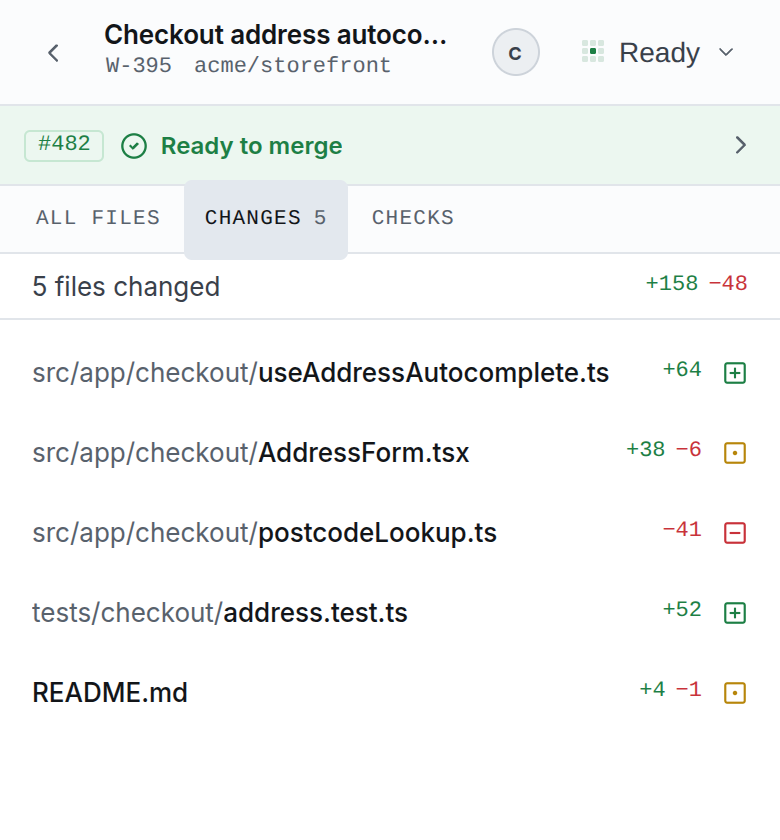 Checkout address autoco...
W-395 acme/storefront
C
Ready
#482 Ready to merge
ALL FILES CHANGES 5 CHECKS
5 files changed +158 −48
src/app/checkout/useAddressAutocomplete.ts +64
src/app/checkout/AddressForm.tsx +38 −6
src/app/checkout/postcodeLookup.ts −41
tests/checkout/address.test.ts +52
README.md +4 −1